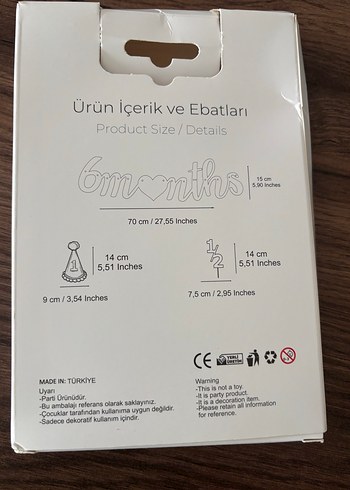 Ürün İçerik ve Ebatları
Product Size / Details
6m nths
15 cm
5,90 Inches
70 cm / 27,55 Inches
1
14 cm
5,51 Inches
9 cm / 3,54 Inches
1/2
14 cm
5,51 Inches
7,5 cm / 2,95 Inches
CE YERLİ ÜRETİM
MADE IN: TÜRKİYE
Uyarı
-Parti Ürünüdür.
-Bu ambalajı referans olarak saklayınız.
-Çocuklar tarafından kullanıma uygun değildir.
-Sadece dekoratif kullanım içindir.
Warning
-This is not a toy.
-It is party product.
-It is a decoration item.
-Please retain all information
for reference.